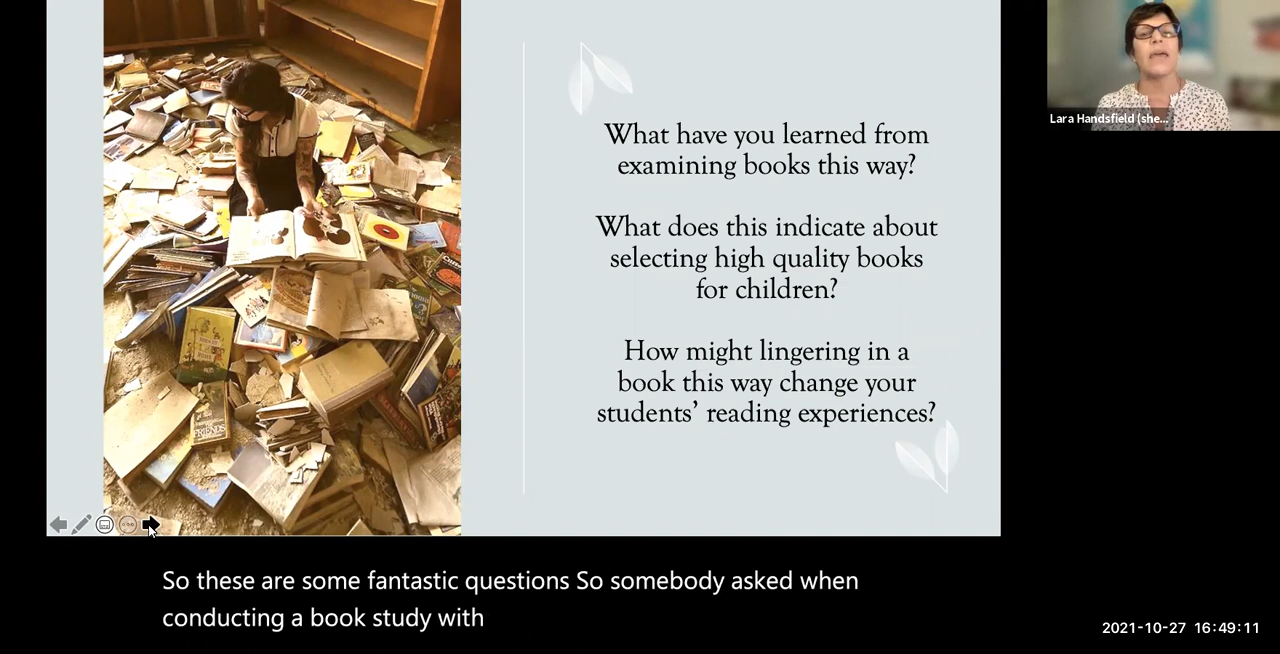 What have you learned from
examining books this way?
What does this indicate about
selecting high quality books
for children?
How might lingering in a
book this way change your
students’ reading experiences?
Lara Handsfield (she...
So these are some fantastic questions So somebody asked when
conducting a book study with
2021-10-27 16:49:11